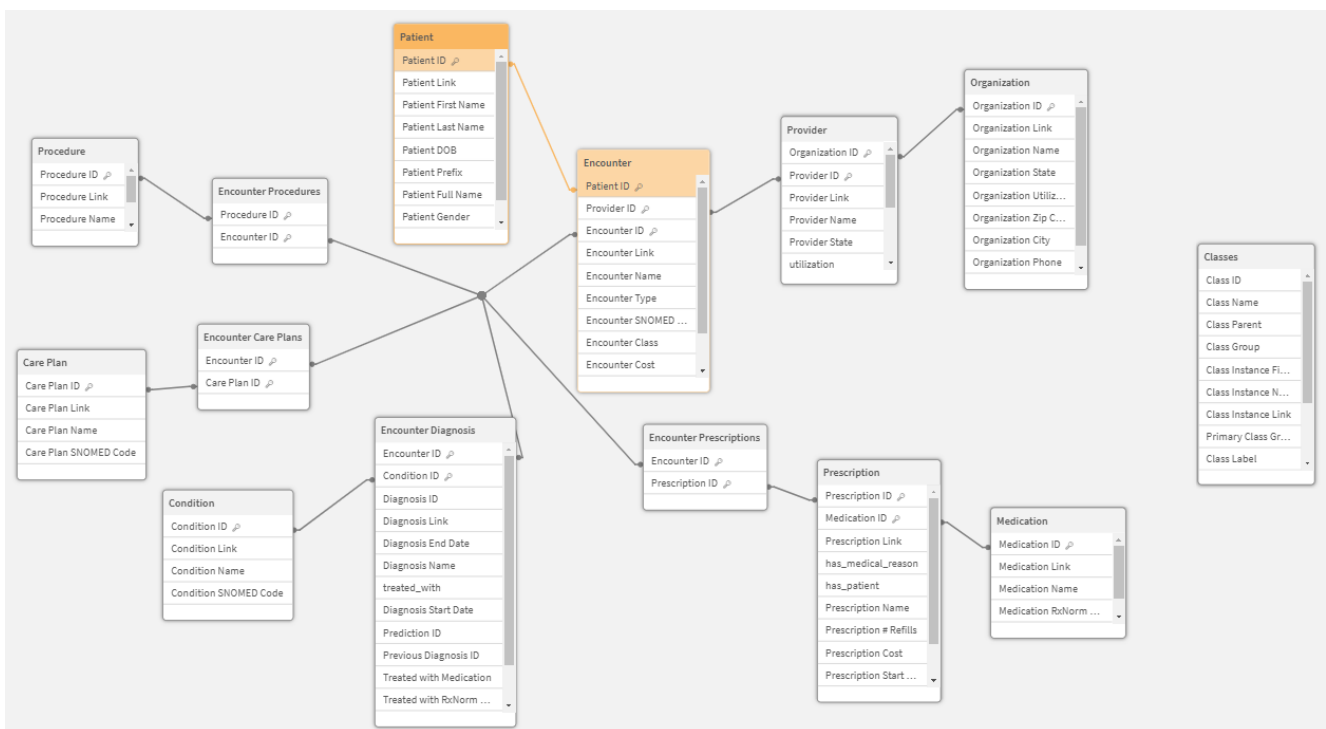 Patient
Patient ID
Patient Link
Patient First Name
Patient Last Name
Patient DOB
Patient Prefix
Patient Full Name
Patient Gender
Organization
Organization ID
Organization Link
Organization Name
Organization State
Organization Utiliz...
Organization Zip C...
Organization City
Organization Phone
Provider
Organization ID
Provider ID
Provider Link
Provider Name
Provider State
utilization
Procedure
Procedure ID
Procedure Link
Procedure Name
Encounter Procedures
Procedure ID
Encounter ID
Encounter
Patient ID
Provider ID
Encounter ID
Encounter Link
Encounter Name
Encounter Type
Encounter SNOMED ...
Encounter Class
Encounter Cost
Classes
Class ID
Class Name
Class Parent
Class Group
Class Instance Fi...
Class Instance N...
Class Instance Link
Primary Class Gr...
Class Label
Encounter Care Plans
Encounter ID
Care Plan ID
Care Plan
Care Plan ID
Care Plan Link
Care Plan Name
Care Plan SNOMED Code
Encounter Diagnosis
Encounter ID
Condition ID
Diagnosis ID
Diagnosis Link
Diagnosis End Date
Diagnosis Name
treated_with
Diagnosis Start Date
Prediction ID
Previous Diagnosis ID
Treated with Medication
Treated with RxNorm ...
Encounter Prescriptions
Encounter ID
Prescription ID
Condition
Condition ID
Condition Link
Condition Name
Condition SNOMED Code
Prescription
Prescription ID
Medication ID
Prescription Link
has_medical_reason
has_patient
Prescription Name
Prescription # Refills
Prescription Cost
Prescription Start ...
Medication
Medication ID
Medication Link
Medication Name
Medication RxNorm ...